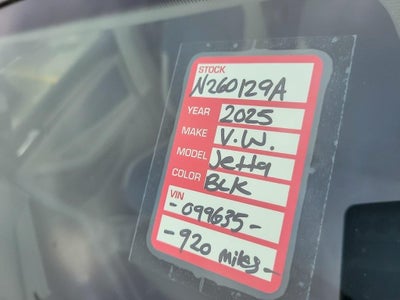 STOCK
N260129A
YEAR 2025
MAKE V.W.
MODEL Jetta
COLOR BLK
VIN
- 099635 -
- 920 miles -